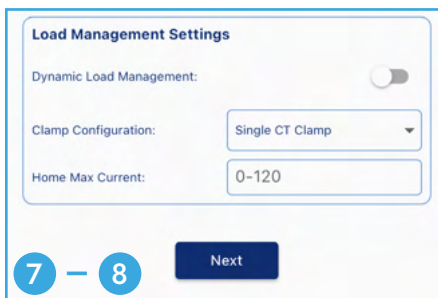 Load Management Settings
Dynamic Load Management:
Clamp Configuration: Single CT Clamp
Home Max Current: 0-120
Next
7 – 8